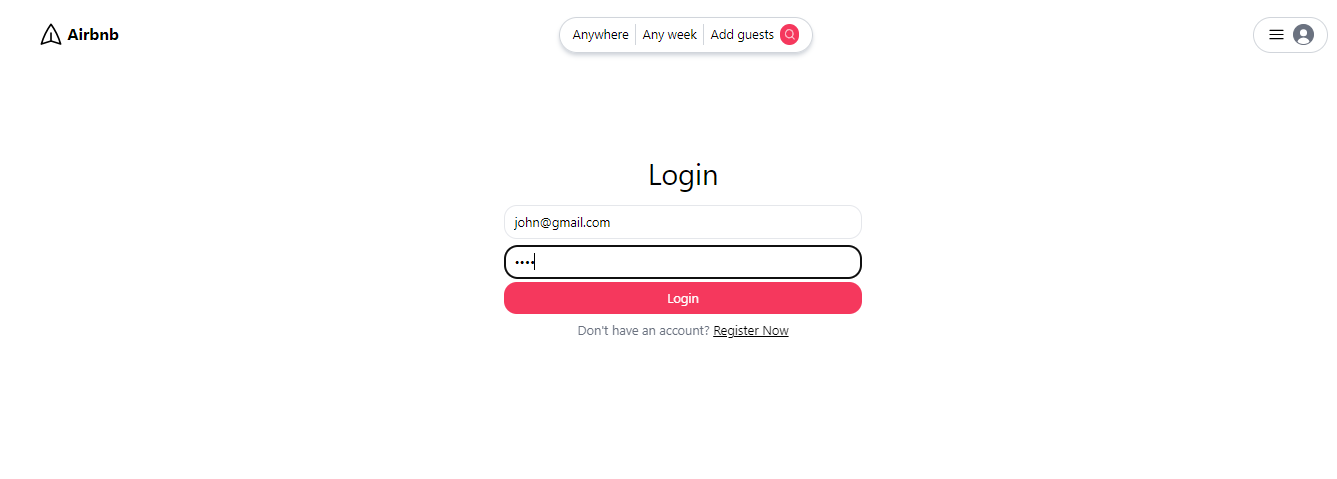 Airbnb
Anywhere Any week Add guests
Login
john@gmail.com
••••
Login
Don't have an account? Register Now